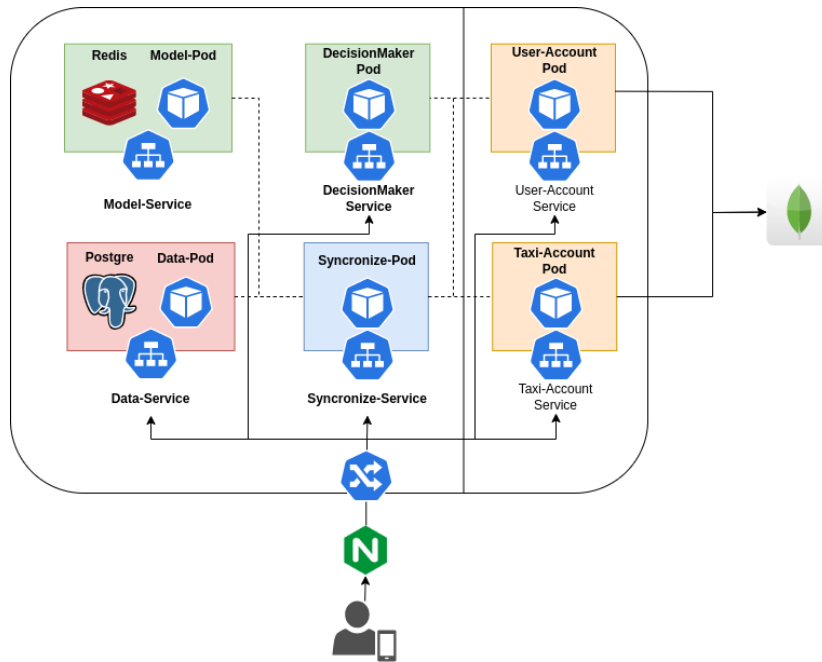 Redis
Model-Pod
Model-Service
DecisionMaker
Pod
DecisionMaker
Service
User-Account
Pod
User-Account
Service
Postgre
Data-Pod
Data-Service
Syncronize-Pod
Syncronize-Service
Taxi-Account
Pod
Taxi-Account
Service
N